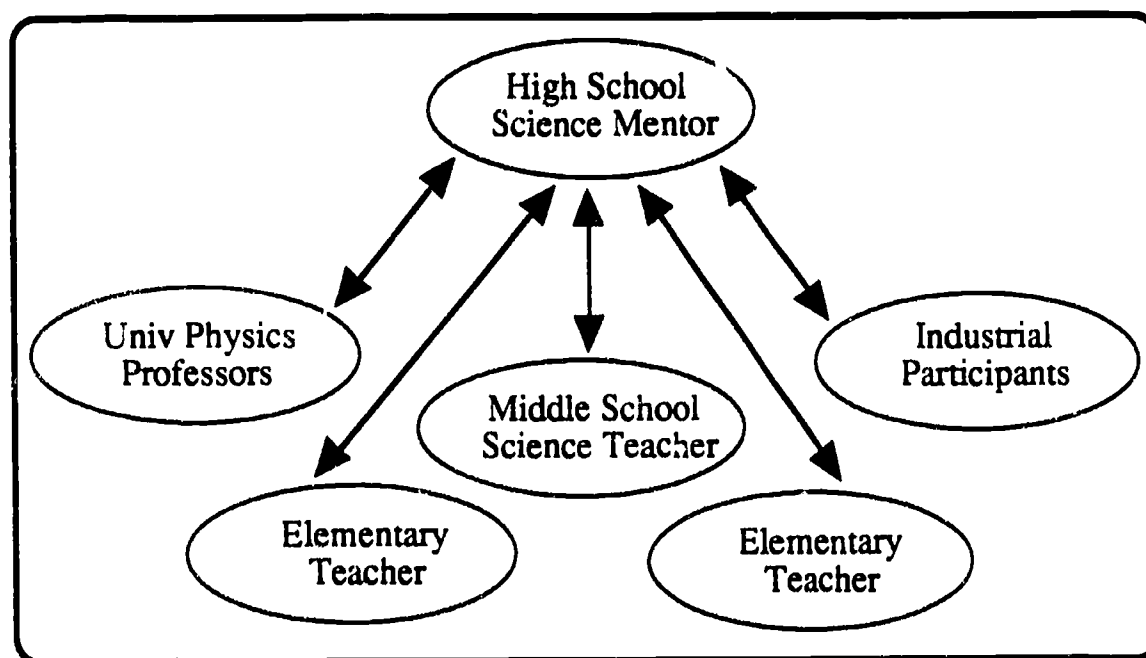 High School
Science Mentor
Univ Physics
Professors
Industrial
Participants
Middle School
Science Teacher
Elementary
Teacher
Elementary
Teacher